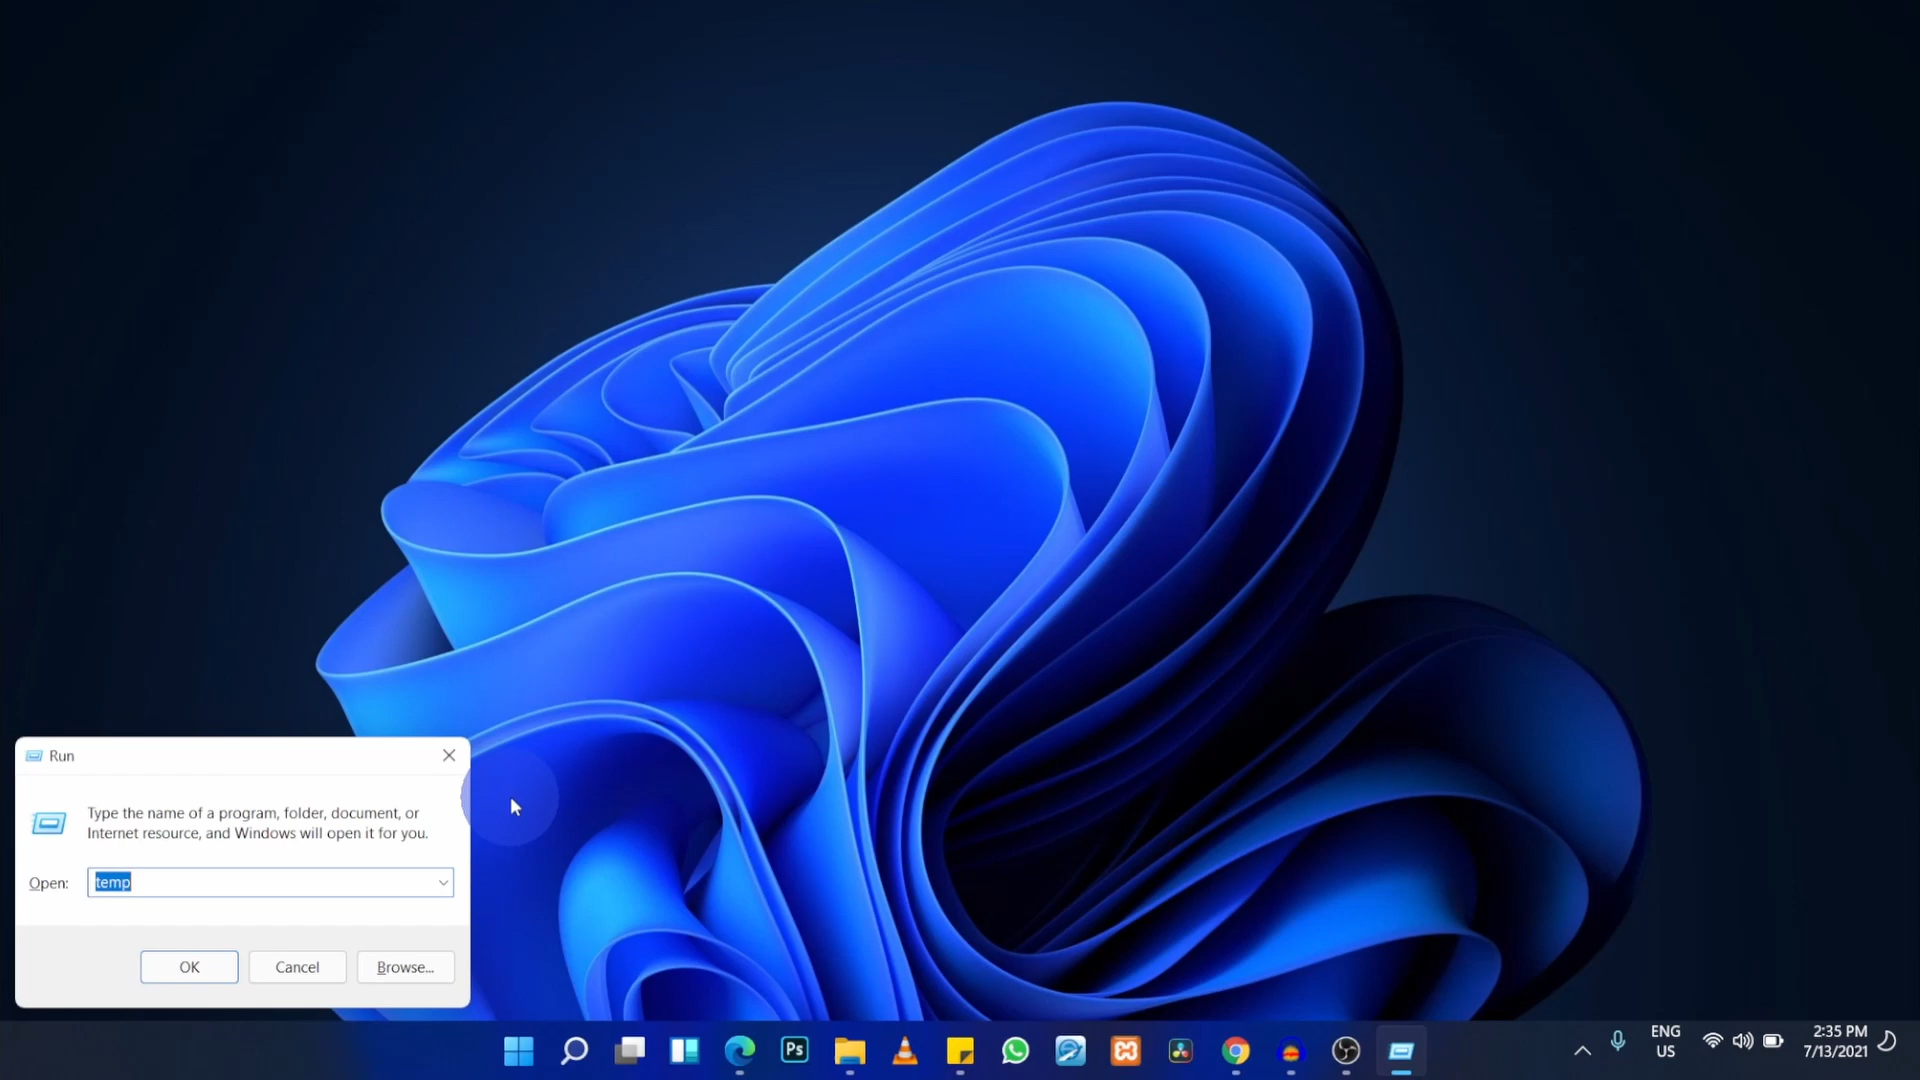 Run
Type the name of a program, folder, document, or
Internet resource, and Windows will open it for you.
Open: temp
OK Cancel Browse...
Ps
ENG
US
2:35 PM
7/13/2021